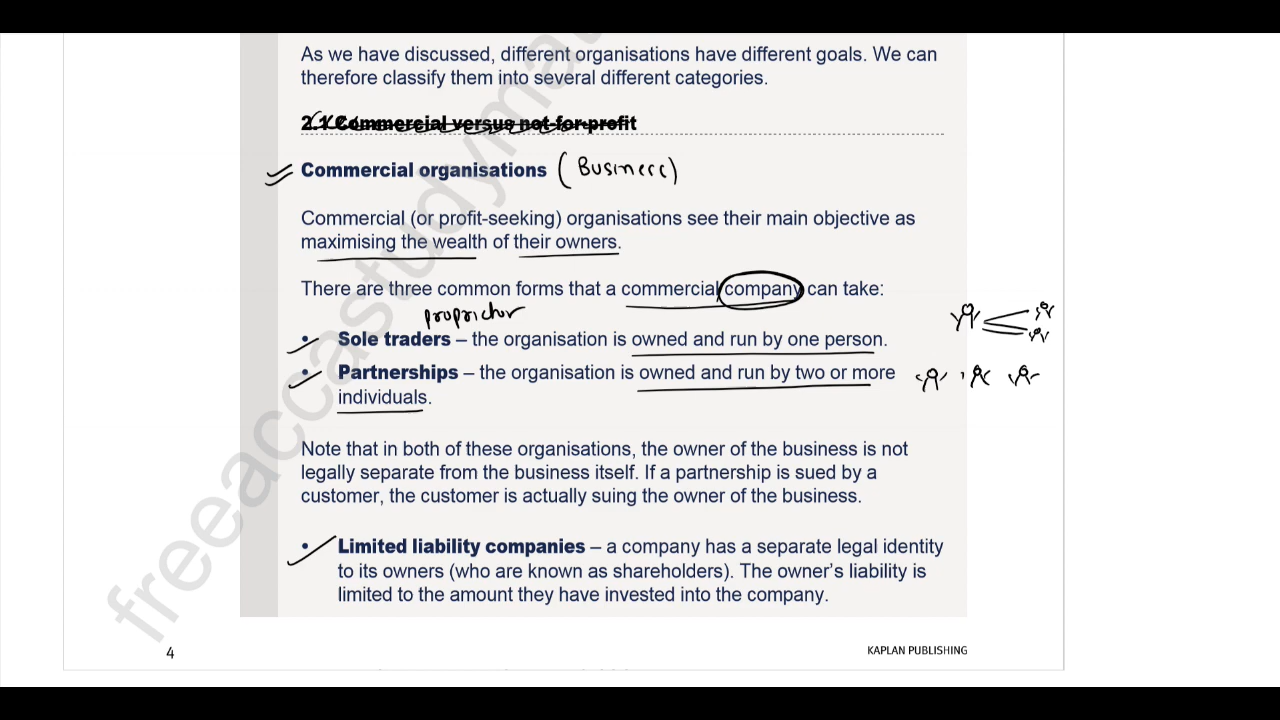 As we have discussed, different organisations have different goals. We can
therefore classify them into several different categories.
2.1 Commercial versus not-for-profit
Commercial organisations (Business)
Commercial (or profit-seeking) organisations see their main objective as
maximising the wealth of their owners.
There are three common forms that a commercial company can take:
proprietor
• Sole traders – the organisation is owned and run by one person.
• Partnerships – the organisation is owned and run by two or more
individuals.
Note that in both of these organisations, the owner of the business is not
legally separate from the business itself. If a partnership is sued by a
customer, the customer is actually suing the owner of the business.
• Limited liability companies – a company has a separate legal identity
to its owners (who are known as shareholders). The owner's liability is
limited to the amount they have invested into the company.
4
KAPLAN PUBLISHING
freeaccastudymat